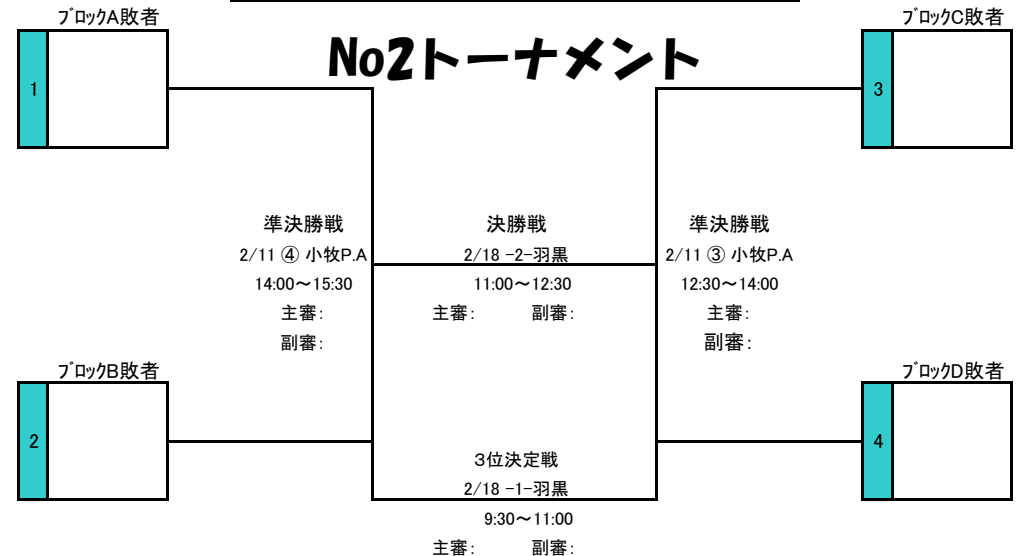 ﾌﾞﾛｯｸA敗者
ﾌﾞﾛｯｸC敗者
No2トーナメント
1
3
準決勝戦
2/11 ④ 小牧P.A
14:00～15:30
主審：
副審：
決勝戦
2/18 -2-羽黒
11:00～12:30
主審： 副審：
準決勝戦
2/11 ③ 小牧P.A
12:30～14:00
主審：
副審：
ﾌﾞﾛｯｸB敗者
ﾌﾞﾛｯｸD敗者
2
4
3位決定戦
2/18 -1-羽黒
9:30～11:00
主審： 副審：